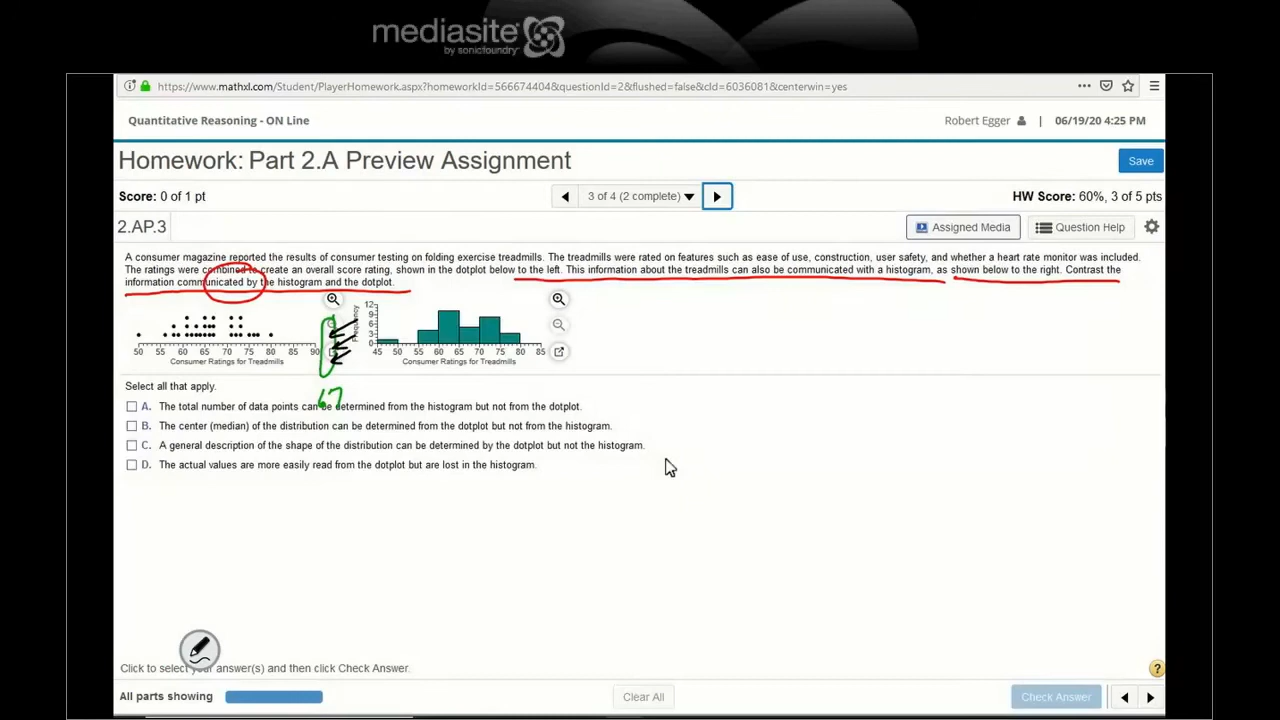 mediasite
by sonicfoundry
https://www.mathxl.com/Student/PlayerHomework.aspx?homeworkId=566674404&questionId=2&flushed=false&cId=6036081&centerwin=yes
Quantitative Reasoning - ON Line
Robert Egger | 06/19/20 4:25 PM
Homework: Part 2.A Preview Assignment
Save
Score: 0 of 1 pt
3 of 4 (2 complete)
HW Score: 60%, 3 of 5 pts
2.AP.3
Assigned Media
Question Help
A consumer magazine reported the results of consumer testing on folding exercise treadmills. The treadmills were rated on features such as ease of use, construction, user safety, and whether a heart rate monitor was included.
The ratings were combined to create an overall score rating, shown in the dotplot below to the left. This information about the treadmills can also be communicated with a histogram, as shown below to the right. Contrast the
information communicated by the histogram and the dotplot.
50 55 60 65 70 75 80 85 90
Consumer Ratings for Treadmills
Frequency
12
9
6
3
0
45 50 55 60 65 70 75 80 85
Consumer Ratings for Treadmills
67
Select all that apply.
A. The total number of data points can be determined from the histogram but not from the dotplot.
B. The center (median) of the distribution can be determined from the dotplot but not from the histogram.
C. A general description of the shape of the distribution can be determined by the dotplot but not the histogram.
D. The actual values are more easily read from the dotplot but are lost in the histogram.
Click to select your answer(s) and then click Check Answer.
?
All parts showing
Clear All
Check Answer